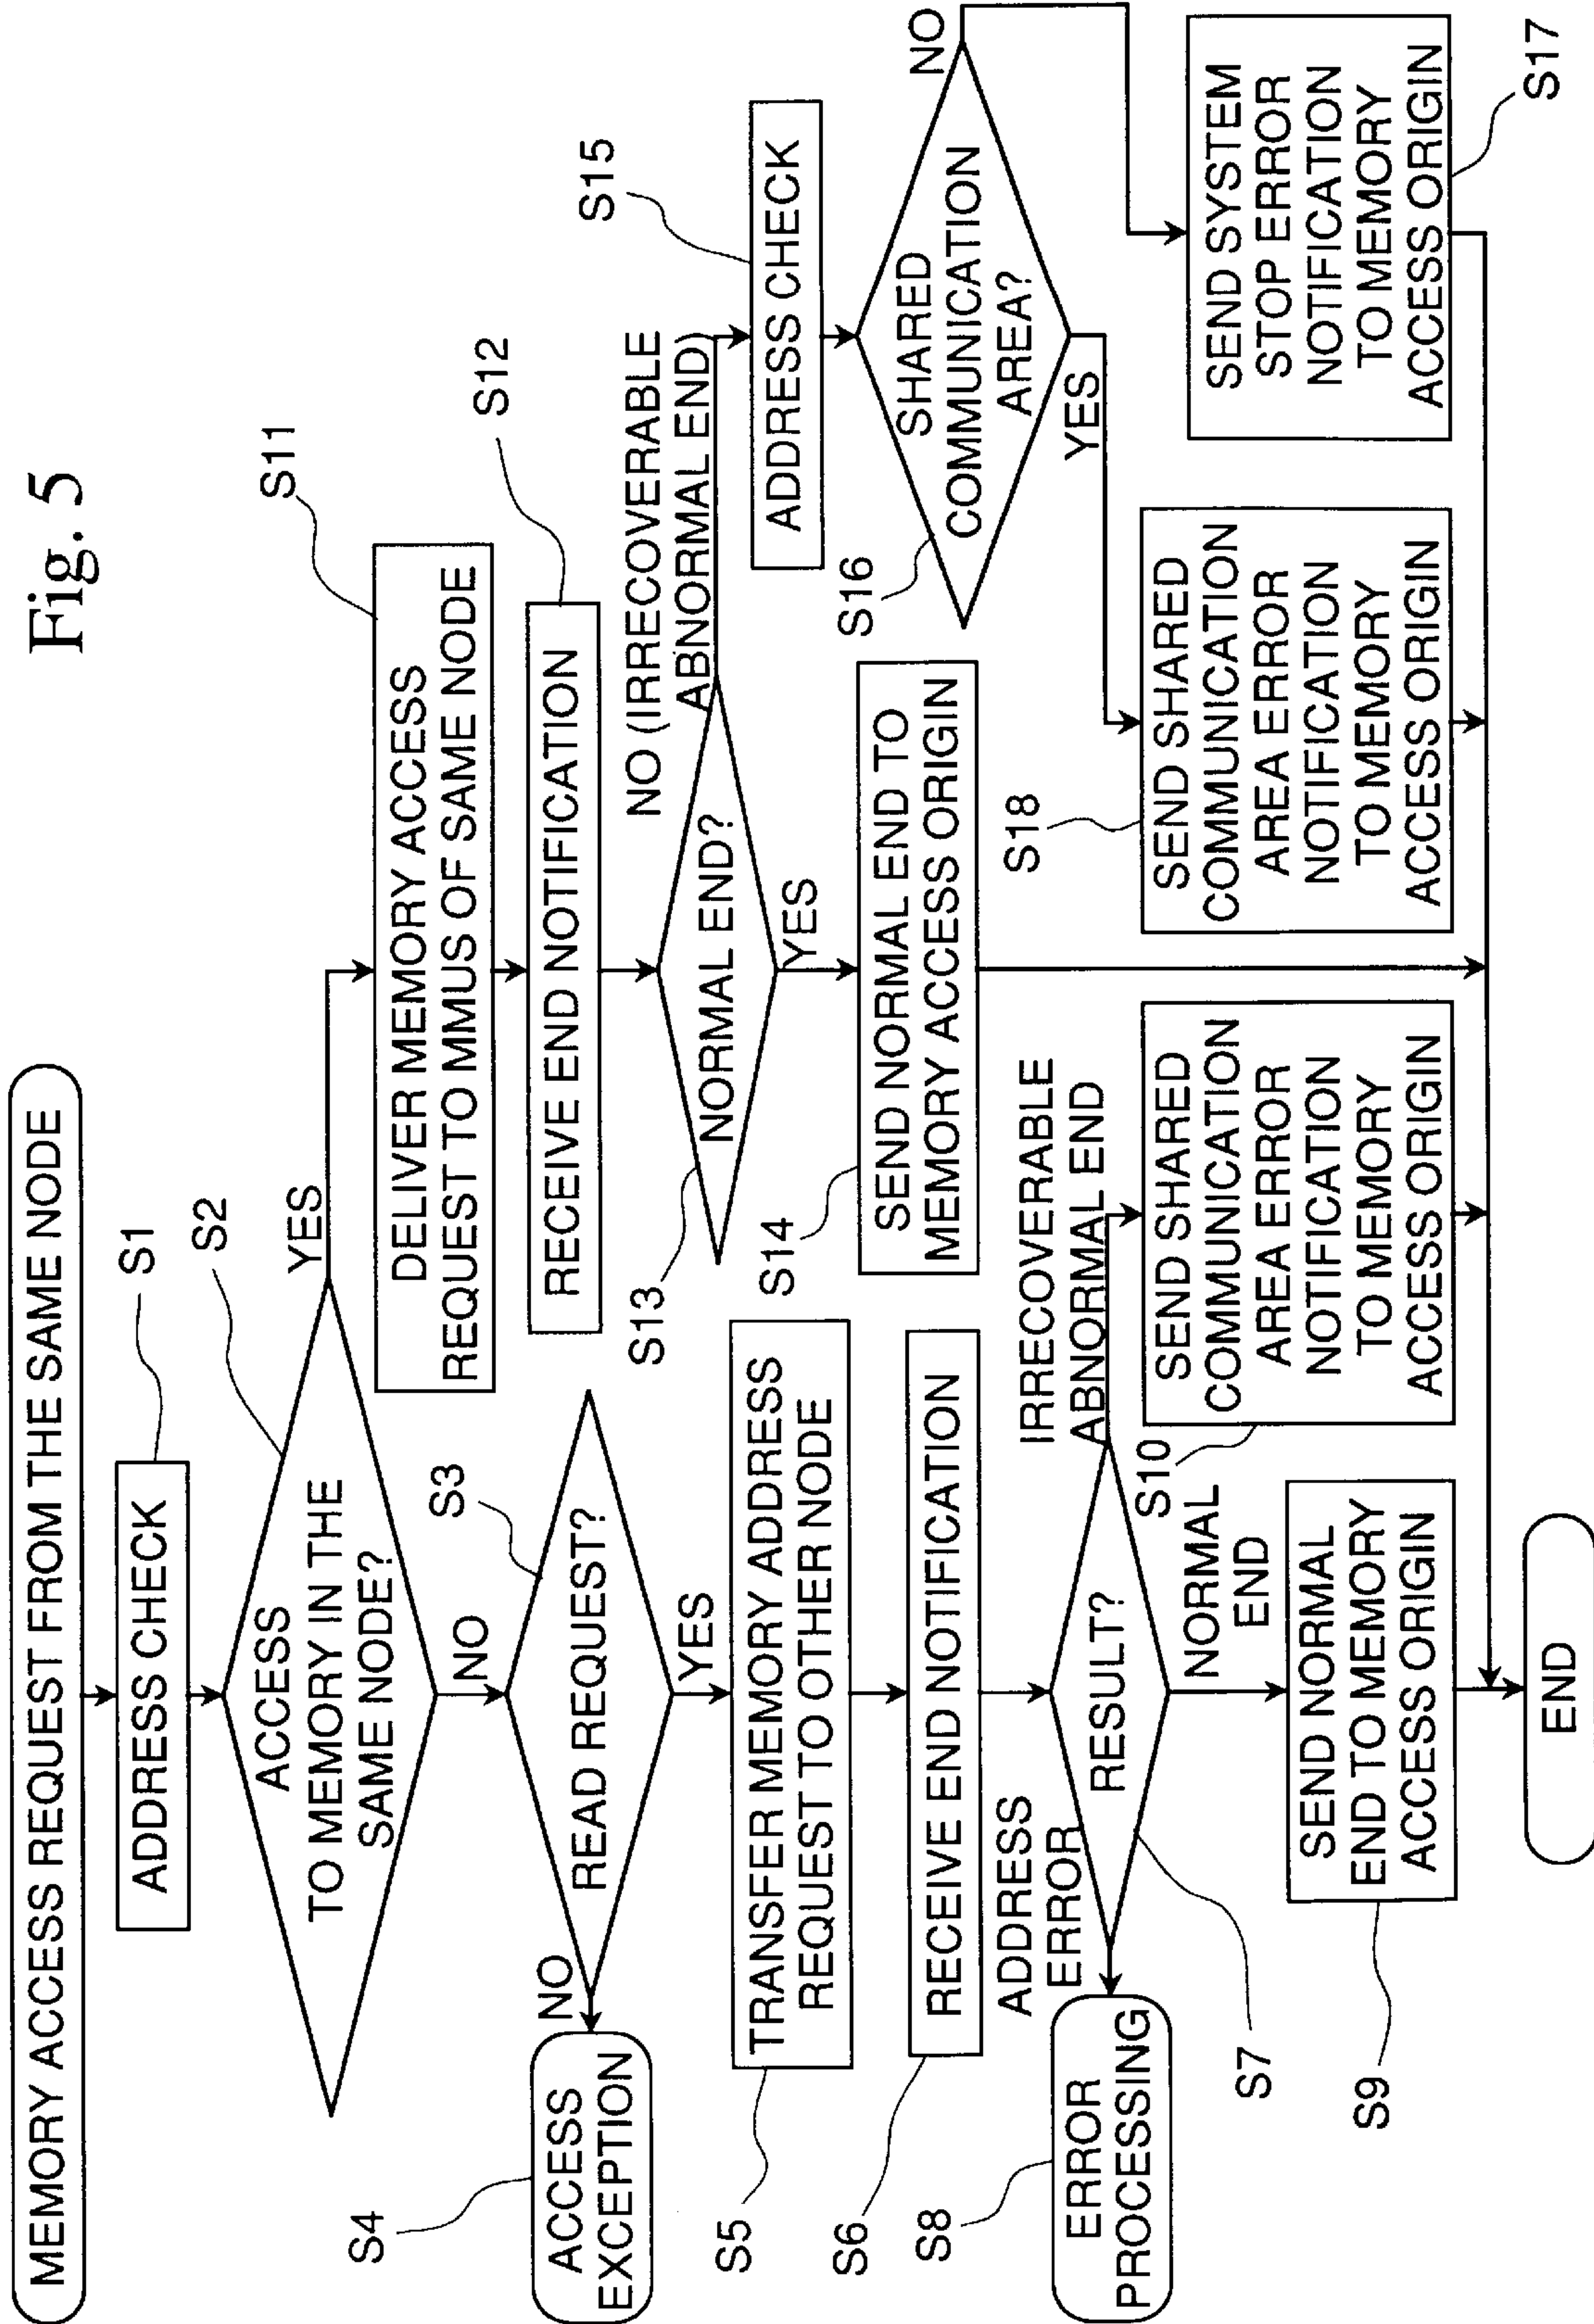 Fig. 5
MEMORY ACCESS REQUEST FROM THE SAME NODE
ADDRESS CHECK
S1
ACCESS
TO MEMORY IN THE
SAME NODE?
S2
YES
NO
READ REQUEST?
S3
NO
ACCESS
EXCEPTION
S4
YES
TRANSFER MEMORY ADDRESS
REQUEST TO OTHER NODE
S5
RECEIVE END NOTIFICATION
S6
RESULT?
S7
ADDRESS
ERROR
ERROR
PROCESSING
S8
NORMAL
END
SEND NORMAL
END TO MEMORY
ACCESS ORIGIN
S9
IRRECOVERABLE
ABNORMAL END
SEND SHARED
COMMUNICATION
AREA ERROR
NOTIFICATION
TO MEMORY
ACCESS ORIGIN
S10
DELIVER MEMORY ACCESS
REQUEST TO MMUS OF SAME NODE
S11
RECEIVE END NOTIFICATION
S12
NORMAL END?
S13
YES
SEND NORMAL END TO
MEMORY ACCESS ORIGIN
S14
NO (IRRECOVERABLE
ABNORMAL END)
ADDRESS CHECK
S15
SHARED
COMMUNICATION
AREA?
S16
NO
SEND SYSTEM
STOP ERROR
NOTIFICATION
TO MEMORY
ACCESS ORIGIN
S17
YES
SEND SHARED
COMMUNICATION
AREA ERROR
NOTIFICATION
TO MEMORY
ACCESS ORIGIN
S18
END